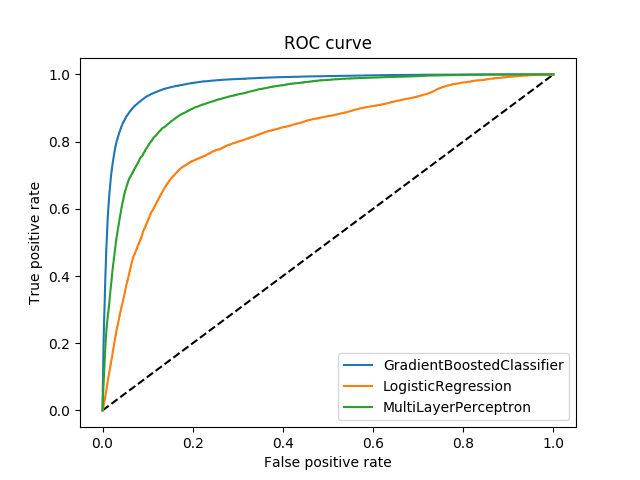 ROC curve
True positive rate
1.0
0.8
0.6
0.4
0.2
0.0
0.0 0.2 0.4 0.6 0.8 1.0
False positive rate
GradientBoostedClassifier
LogisticRegression
MultiLayerPerceptron